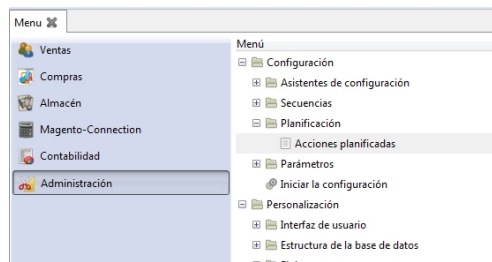 Menu
Ventas
Compras
Almacén
Magento-Connection
Contabilidad
Administración
Menú
Configuración
Asistentes de configuración
Secuencias
Planificación
Acciones planificadas
Parámetros
Iniciar la configuración
Personalización
Interfaz de usuario
Estructura de la base de datos